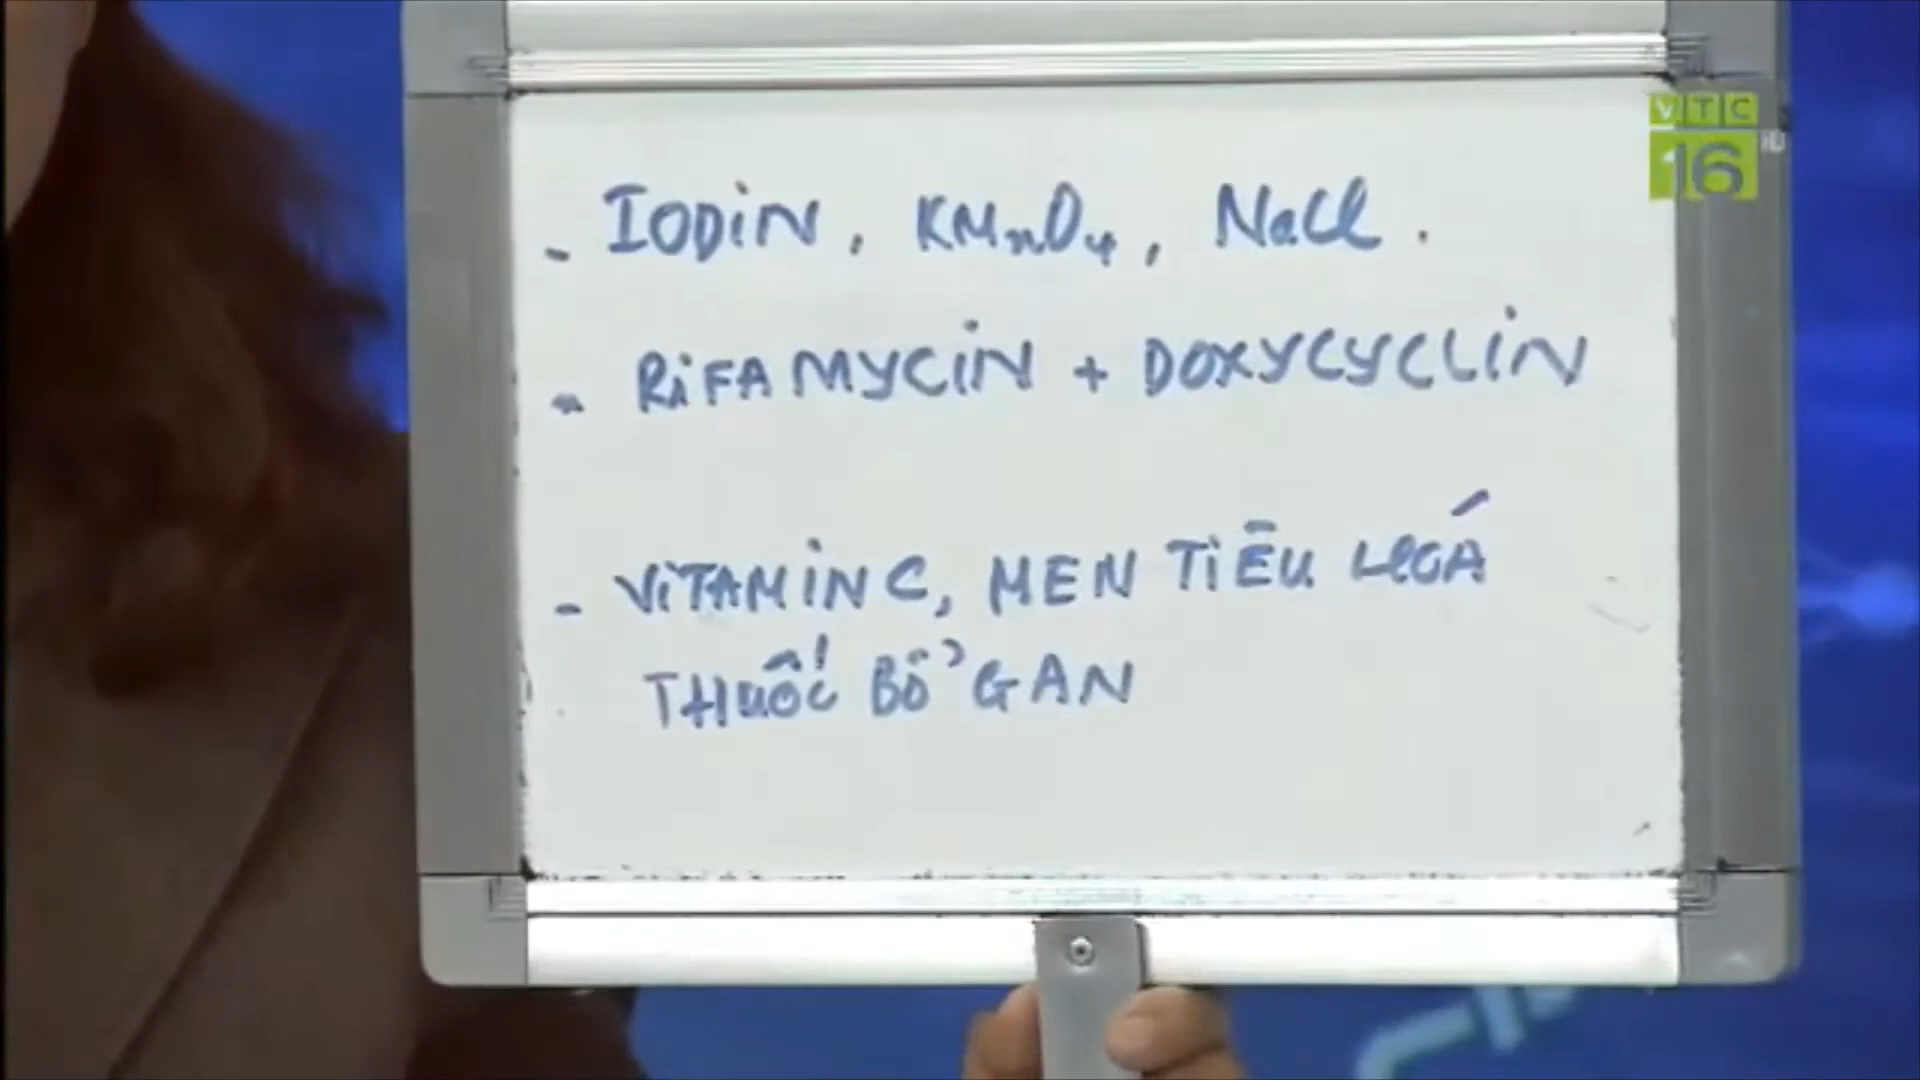 VTC
16
- IODiN, KMnO4, NaCl.
- RiFAMYCiN + DOXYCYCLiN
- ViTAMiN C, MEN TiÊU HOÁ
THUỐC BỔ GAN